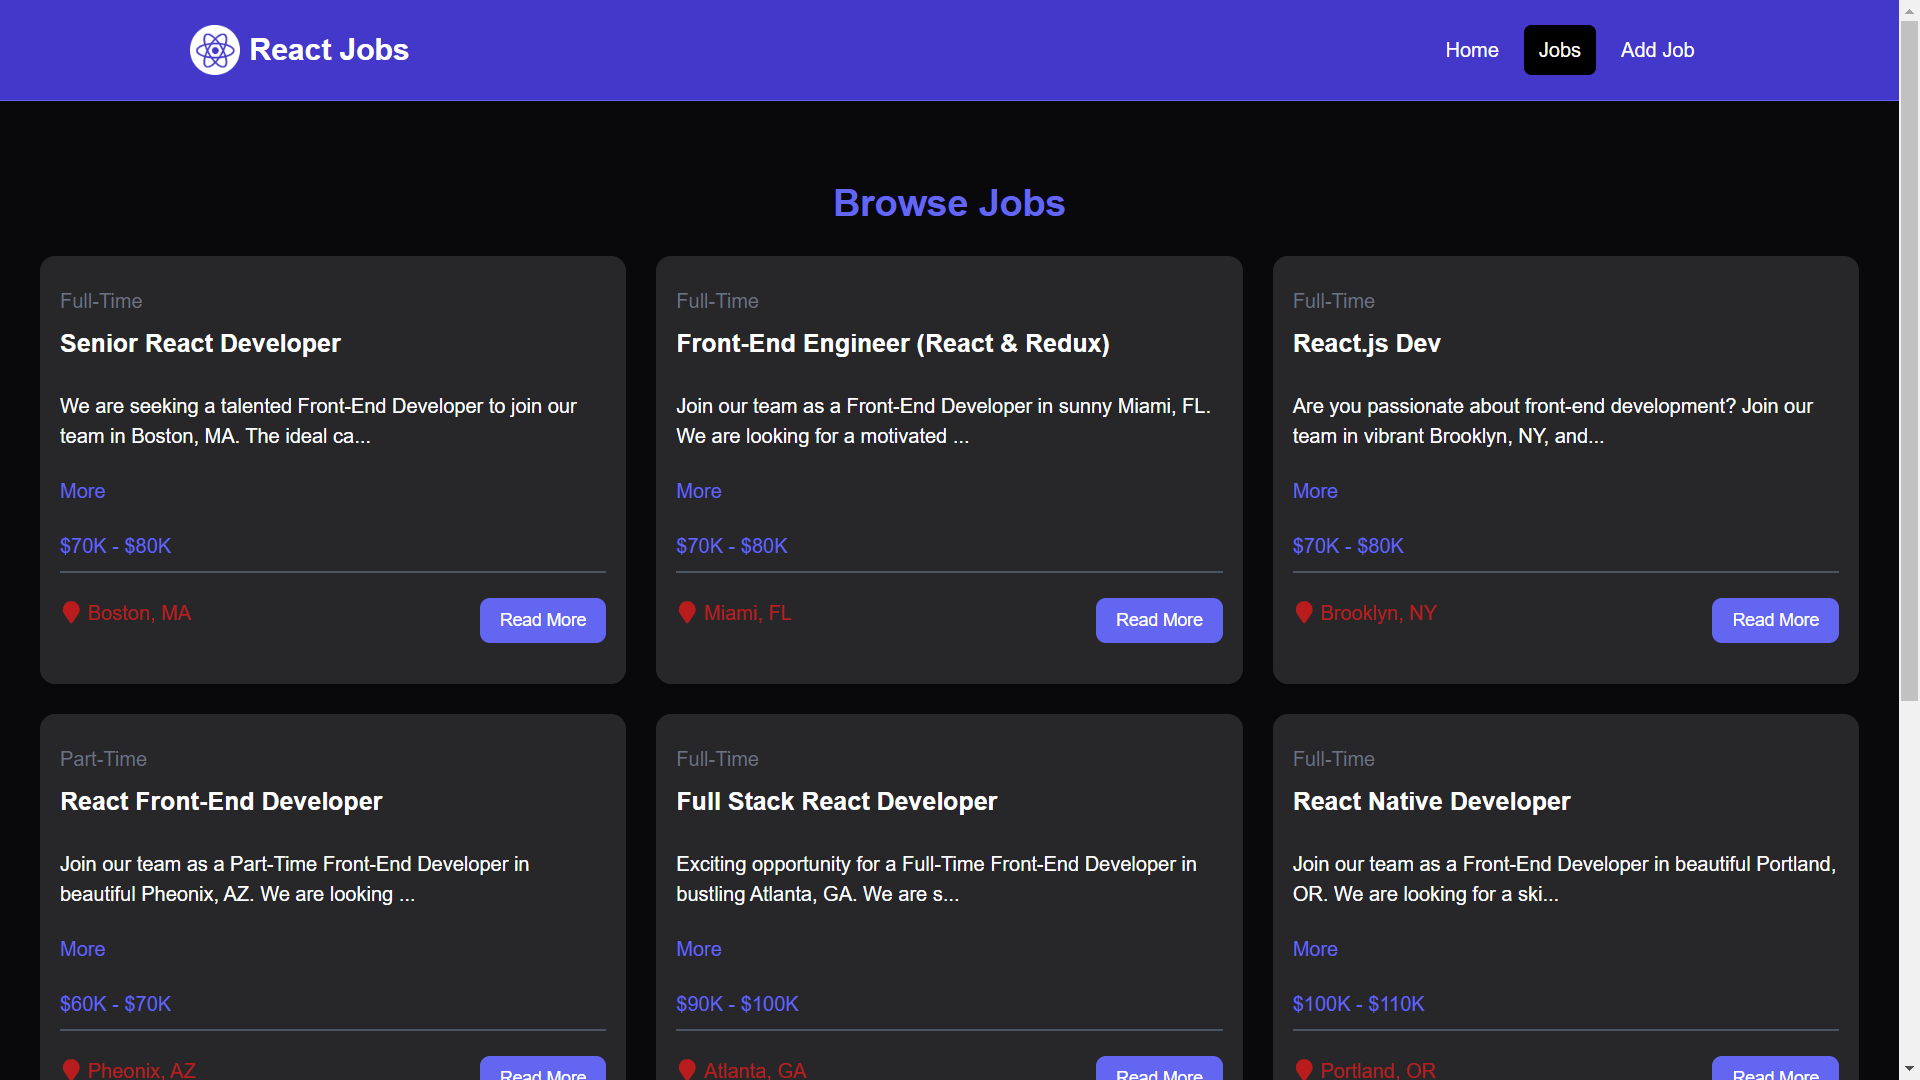 React Jobs
Home
Jobs
Add Job
Browse Jobs
Full-Time
Senior React Developer
We are seeking a talented Front-End Developer to join our
team in Boston, MA. The ideal ca...
More
$70K - $80K
Boston, MA
Read More
Full-Time
Front-End Engineer (React & Redux)
Join our team as a Front-End Developer in sunny Miami, FL.
We are looking for a motivated ...
More
$70K - $80K
Miami, FL
Read More
Full-Time
React.js Dev
Are you passionate about front-end development? Join our
team in vibrant Brooklyn, NY, and...
More
$70K - $80K
Brooklyn, NY
Read More
Part-Time
React Front-End Developer
Join our team as a Part-Time Front-End Developer in
beautiful Pheonix, AZ. We are looking ...
More
$60K - $70K
Pheonix, AZ
Read More
Full-Time
Full Stack React Developer
Exciting opportunity for a Full-Time Front-End Developer in
bustling Atlanta, GA. We are s...
More
$90K - $100K
Atlanta, GA
Read More
Full-Time
React Native Developer
Join our team as a Front-End Developer in beautiful Portland,
OR. We are looking for a ski...
More
$100K - $110K
Portland, OR
Read More